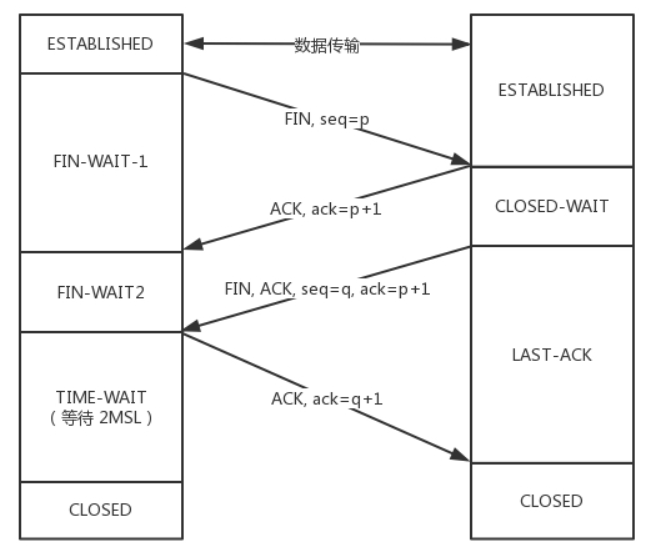 ESTABLISHED
数据传输
ESTABLISHED
FIN, seq=p
FIN-WAIT-1
ACK, ack=p+1
CLOSED-WAIT
FIN-WAIT2
FIN, ACK, seq=q, ack=p+1
LAST-ACK
TIME-WAIT
（等待 2MSL）
ACK, ack=q+1
CLOSED
CLOSED